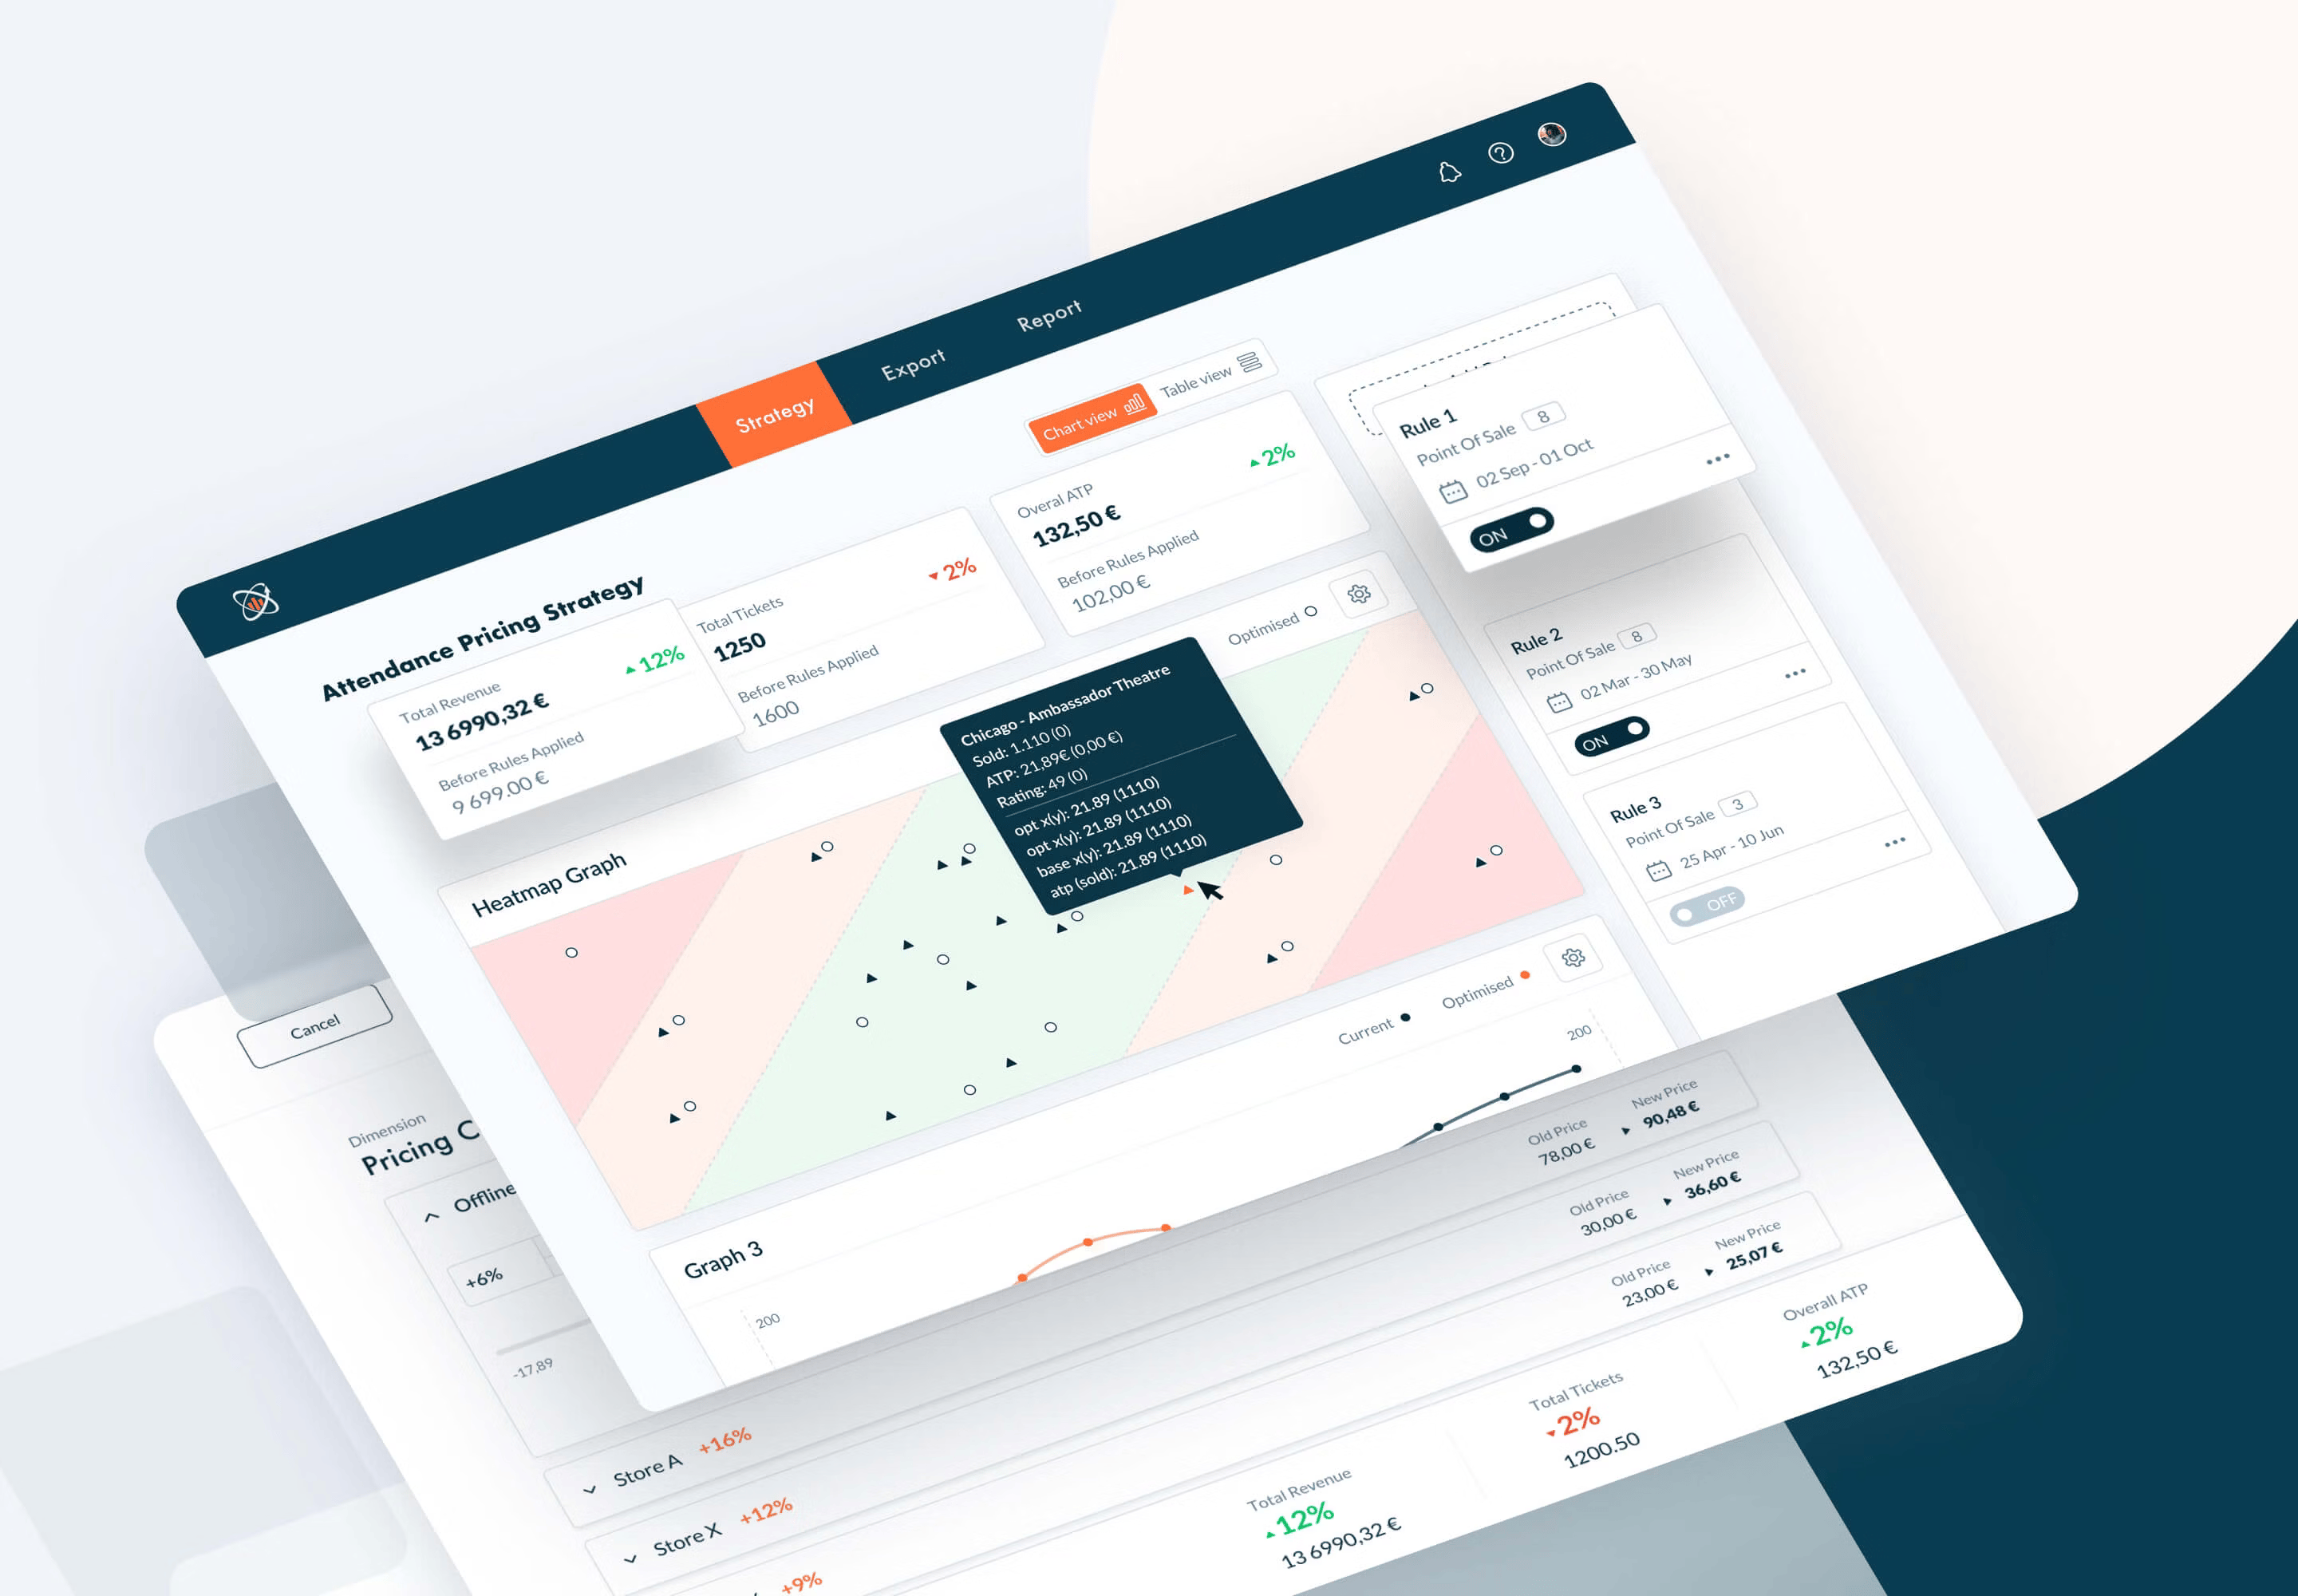 Strategy
Export
Report
Attendance Pricing Strategy
Chart view
Table view
Total Revenue
12%
13 6990,32 €
Before Rules Applied
9 699.00 €
Total Tickets
2%
1250
Before Rules Applied
1600
Overal ATP
2%
132,50 €
Before Rules Applied
102,00 €
Rule 1
Point Of Sale 8
02 Sep - 01 Oct
ON
Rule 2
Point Of Sale 8
02 Mar - 30 May
ON
Rule 3
Point Of Sale 3
25 Apr - 10 Jun
OFF
Heatmap Graph
Optimised
Chicago - Ambassador Theatre
Sold: 1.110 (0)
ATP: 21,89€ (0,00 €)
Rating: 49 (0)
opt x(y): 21.89 (1110)
opt x(y): 21.89 (1110)
base x(y): 21.89 (1110)
atp (sold): 21.89 (1110)
Graph 3
Current
Optimised
200
200
Cancel
Dimension
Pricing C
Offline
+6%
-17,89
Old Price
78,00 €
New Price
90,48 €
Store A +16%
Old Price
30,00 €
New Price
36,60 €
Store X +12%
Old Price
23,00 €
New Price
25,07 €
+9%
Total Revenue
12%
13 6990,32 €
Total Tickets
2%
1200.50
Overall ATP
2%
132,50 €